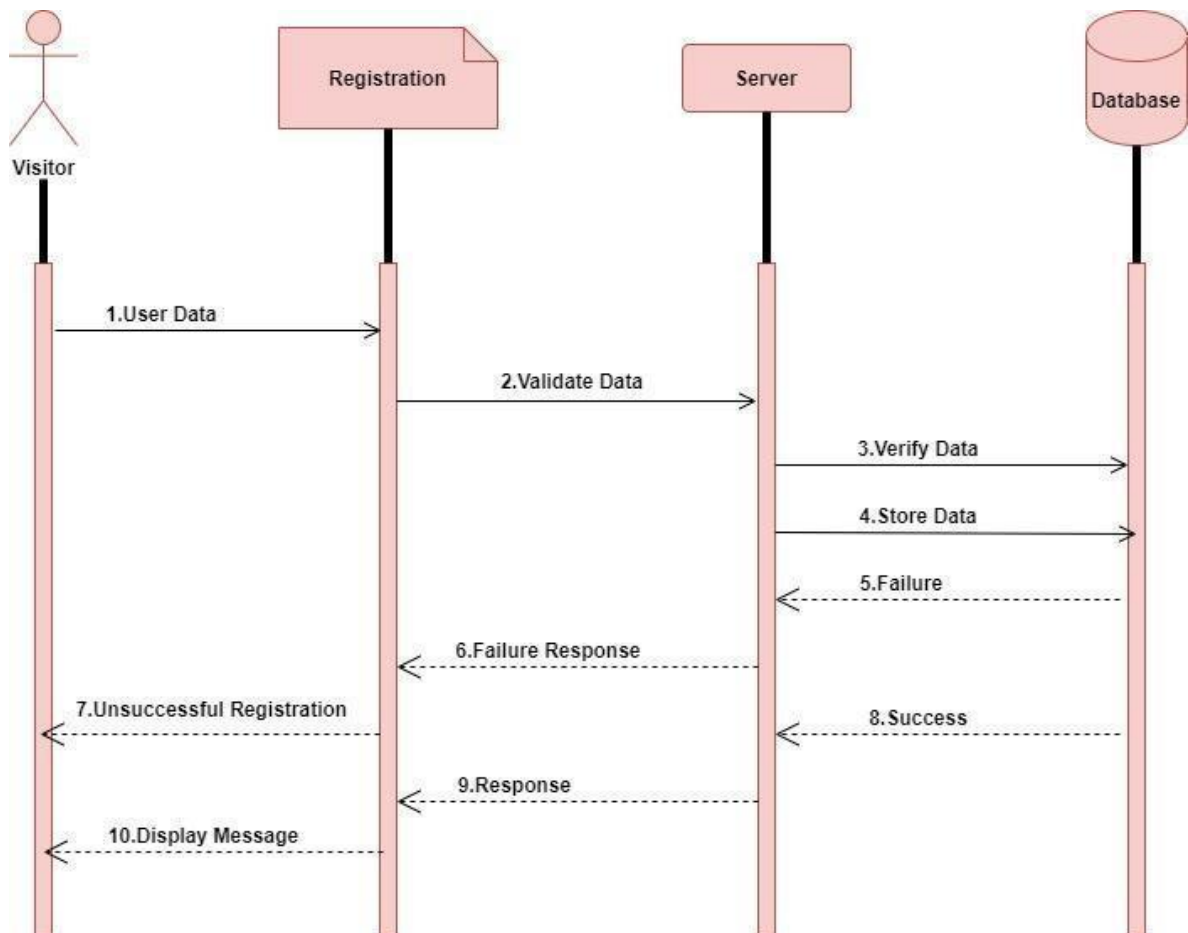 Registration
Server
Database
Visitor
1.User Data
2.Validate Data
3.Verify Data
4.Store Data
5.Failure
6.Failure Response
7.Unsuccessful Registration
8.Success
9.Response
10.Display Message